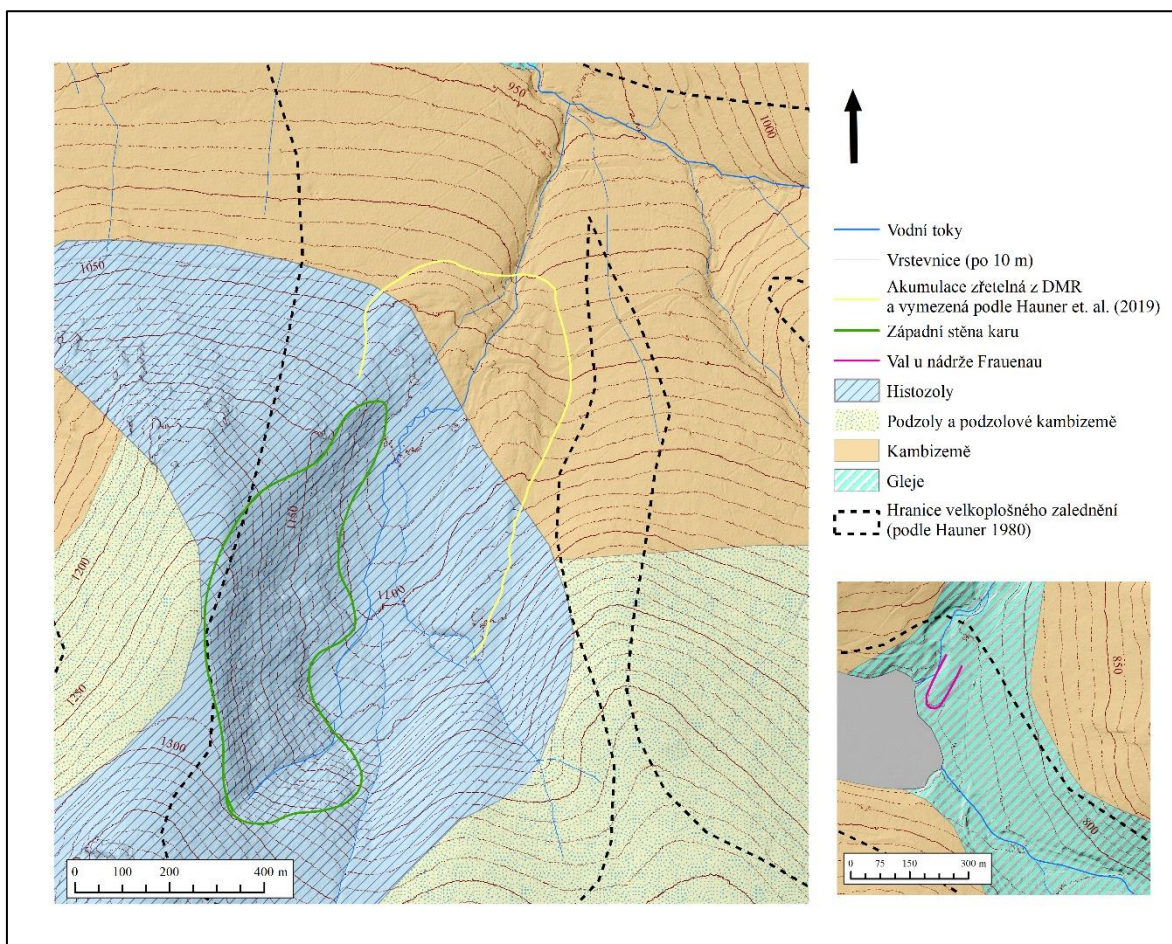 950
1000
1050
1150
1200
1100
1250
1300
0 100 200 400 m
Vodní toky
Vrstevnice (po 10 m)
Akumulace zřetelná z DMR
a vymezená podle Hauner et. al. (2019)
Západní stěna karu
Val u nádrže Frauenau
Histozoly
Podzoly a podzolové kambizemě
Kambizemě
Gleje
Hranice velkoplošného zalednění
(podle Hauner 1980)
850
800
0 75 150 300 m